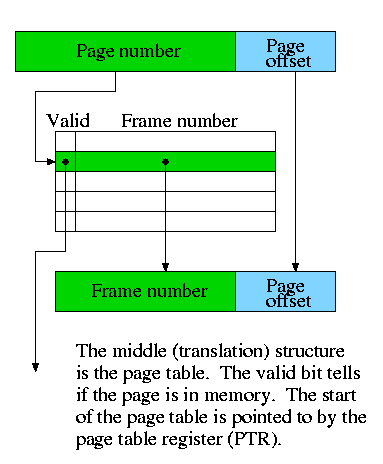 Page number
Page
offset
Valid
Frame number
Frame number
Page
offset
The middle (translation) structure
is the page table.  The valid bit tells
if the page is in memory.  The start
of the page table is pointed to by the
page table register (PTR).